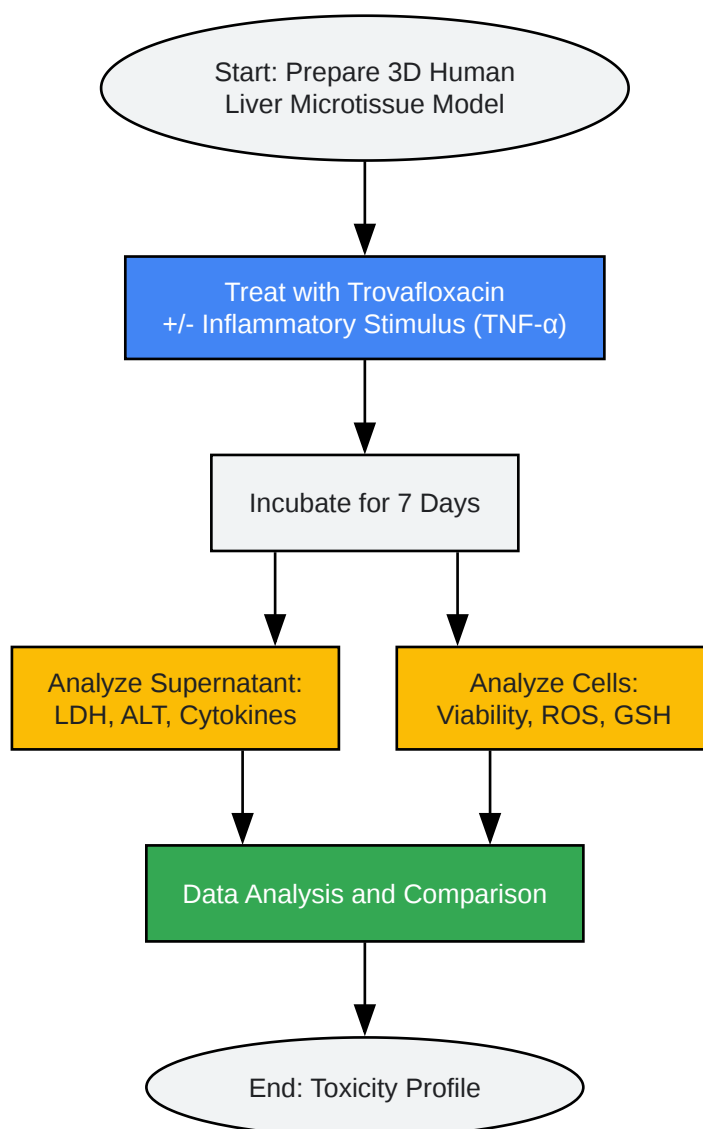 Start: Prepare 3D Human
Liver Microtissue Model
Treat with Trovafloxacin
+/- Inflammatory Stimulus (TNF-α)
Incubate for 7 Days
Analyze Supernatant:
LDH, ALT, Cytokines
Analyze Cells:
Viability, ROS, GSH
Data Analysis and Comparison
End: Toxicity Profile